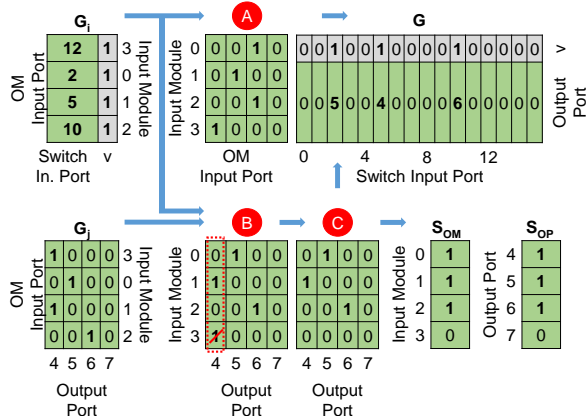 Gi A G
12 1 3
2 1 0
5 1 1
10 1 2
OM
Input Port
Input Module
Switch
In. Port
v
Input Module
0 0 0 1 0
1 0 1 0 0
2 0 0 1 0
3 1 0 0 0
OM
Input Port
0 0 1 0 0 1 0 0 0 0 1 0 0 0 0 0 v
0 0 5 0 0 4 0 0 0 0 6 0 0 0 0 0
Output
Port
0 4 8 12
Switch Input Port
Gj B C SOM SOP
OM
Input Port
1 0 0 0 3
0 1 0 0 0
1 0 0 0 1
0 0 1 0 2
Input Module
4 5 6 7
Output
Port
Input Module
0 0 1 0 0
1 1 0 0 0
2 0 0 1 0
3 1 0 0 0
4 5 6 7
Output
Port
0 1 0 0
1 0 0 0
0 0 1 0
0 0 0 0
4 5 6 7
Output
Port
Input Module
0 1
1 1
2 1
3 0
Output Port
4 1
5 1
6 1
7 0